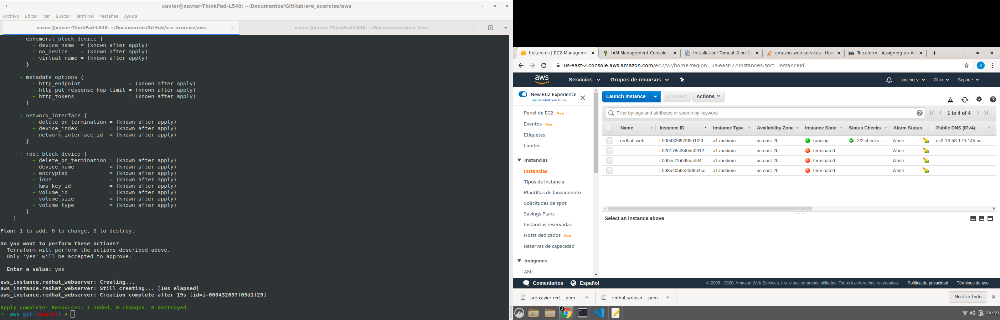 xavier@xavier-ThinkPad-L540: ~/Documentos/GitHub/sre_exercise/aws
Archivo Editar Ver Buscar Terminal Pestañas Ayuda
xavier@xavier-ThinkPad-L540: ~/Documentos/GitHub/sre_exercise/aws
xavier@xavier-ThinkPad-L540: ~/Documentos/pem_files
+ ephemeral_block_device {
+ device_name  = (known after apply)
+ no_device    = (known after apply)
+ virtual_name = (known after apply)
}
+ metadata_options {
+ http_endpoint               = (known after apply)
+ http_put_response_hop_limit = (known after apply)
+ http_tokens                 = (known after apply)
}
+ network_interface {
+ delete_on_termination = (known after apply)
+ device_index          = (known after apply)
+ network_interface_id  = (known after apply)
}
+ root_block_device {
+ delete_on_termination = (known after apply)
+ device_name           = (known after apply)
+ encrypted             = (known after apply)
+ iops                  = (known after apply)
+ kms_key_id            = (known after apply)
+ volume_id             = (known after apply)
+ volume_size           = (known after apply)
+ volume_type           = (known after apply)
}
}
Plan: 1 to add, 0 to change, 0 to destroy.
Do you want to perform these actions?
Terraform will perform the actions described above.
Only 'yes' will be accepted to approve.
Enter a value: yes
aws_instance.redhat_webserver: Creating...
aws_instance.redhat_webserver: Still creating... [10s elapsed]
aws_instance.redhat_webserver: Creation complete after 19s [id=i-000432697f05d1f29]
Apply complete! Resources: 1 added, 0 changed, 0 destroyed.
→ aws git:(master) ✗
Instances | EC2 Manageme
IAM Management Console
Installation: Tomcat 8 on Ce
amazon web services - How
Terraform - Assigning an AW
us-east-2.console.aws.amazon.com/ec2/v2/home?region=us-east-2#Instances:sort=instanceId
X
aws Servicios Grupos de recursos xmendez Ohio Soporte
New EC2 Experience
Tell us what you think
Panel de EC2 New
Eventos New
Etiquetas
Límites
Instancias
Instancias
Tipos de instancia
Plantillas de lanzamiento
Solicitudes de spot
Savings Plans
Instancias reservadas
Hosts dedicados New
Reservas de capacidad
Imágenes
AMI
Launch Instance Connect Actions
Filter by tags and attributes or search by keyword
1 to 4 of 4
Name Instance ID Instance Type Availability Zone Instance State Status Checks Alarm Status Public DNS (IPv4)
redhat_web_... i-000432697f05d1f29 a1.medium us-east-2b running 2/2 checks ... None ec2-13-58-179-145.us-...
i-020178cf340de0912 a1.medium us-east-2b terminated None
i-0d0ecf1bb9feaef04 a1.medium us-east-2b terminated None
i-0d8540b6e20d9b4cc a1.medium us-east-2b terminated None
Select an instance above
Comentarios Español
© 2008 - 2020, Amazon Web Services, Inc. o sus empresas afiliadas. Todos los derechos reservados. Política de privacidad Términos de uso
sre-xavier-red....pem
redhat-webser....pem
Mostrar todo
3
20:59